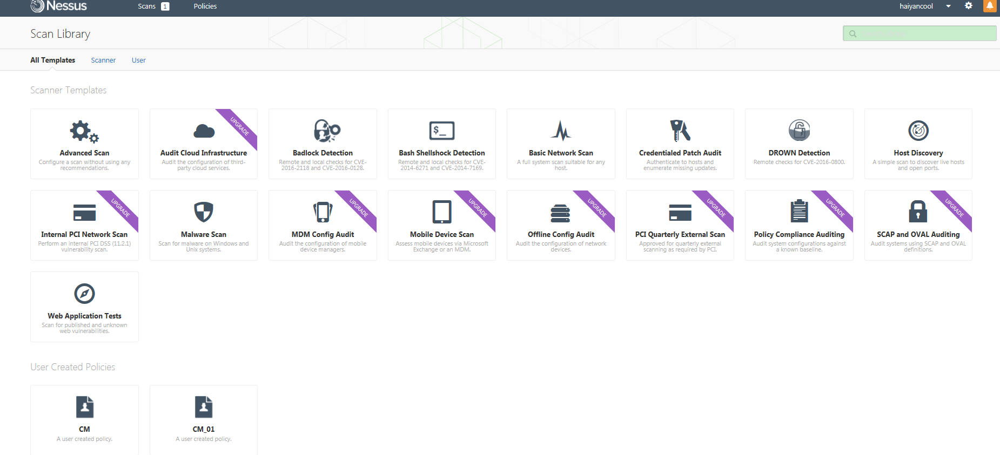 Nessus
Scans 1
Policies
haiyancool
Scan Library
All Templates
Scanner
User
Scanner Templates
Advanced Scan
Configure a scan without using any
recommendations.
UPGRADE
Audit Cloud Infrastructure
Audit the configuration of third-
party cloud services.
Badlock Detection
Remote and local checks for CVE-
2016-2118 and CVE-2016-0128.
$_
Bash Shellshock Detection
Remote and local checks for CVE-
2014-6271 and CVE-2014-7169.
Basic Network Scan
A full system scan suitable for any
host.
Credentialed Patch Audit
Authenticate to hosts and
enumerate missing updates.
DROWN Detection
Remote checks for CVE-2016-0800.
Host Discovery
A simple scan to discover live hosts
and open ports.
UPGRADE
Internal PCI Network Scan
Perform an internal PCI DSS (11.2.1)
vulnerability scan.
Malware Scan
Scan for malware on Windows and
Unix systems.
UPGRADE
MDM Config Audit
Audit the configuration of mobile
device managers.
UPGRADE
Mobile Device Scan
Assess mobile devices via Microsoft
Exchange or an MDM.
UPGRADE
Offline Config Audit
Audit the configuration of network
devices.
UPGRADE
PCI Quarterly External Scan
Approved for quarterly external
scanning as required by PCI.
UPGRADE
Policy Compliance Auditing
Audit system configurations against
a known baseline.
UPGRADE
SCAP and OVAL Auditing
Audit systems using SCAP and OVAL
definitions.
Web Application Tests
Scan for published and unknown
web vulnerabilities.
User Created Policies
CM
A user created policy.
CM_01
A user created policy.